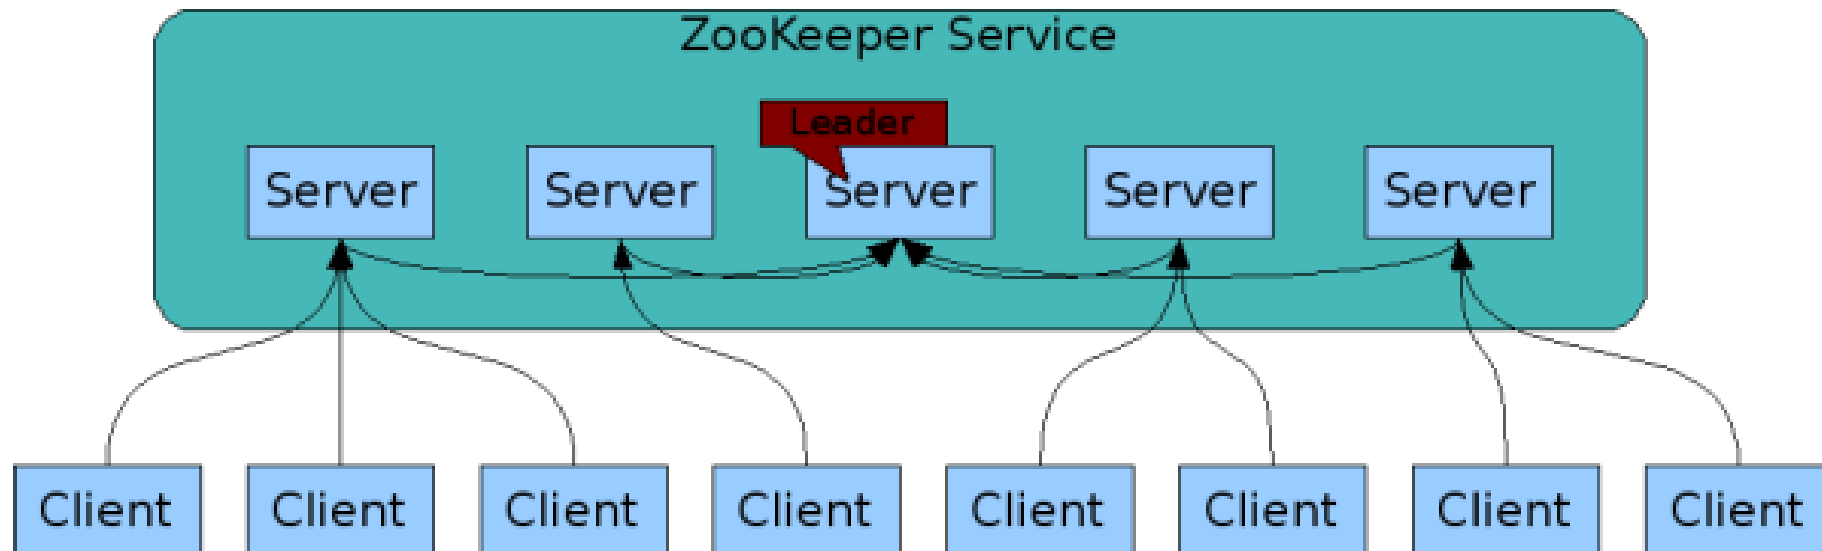 ZooKeeper Service
Leader
Server
Server
Server
Server
Server
Client
Client
Client
Client
Client
Client
Client
Client